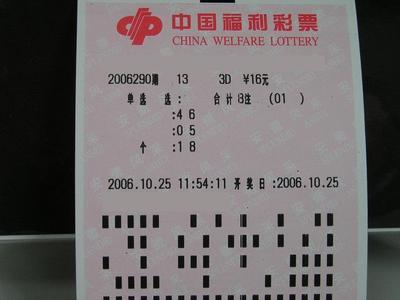 中国福利彩票
CHINA WELFARE LOTTERY
2006290期 13 3D ¥16元
单选 选: 合计8注 (01 )
:46
:05
个:18
2006.10.25 11:54:11 开奖日:2006.10.25